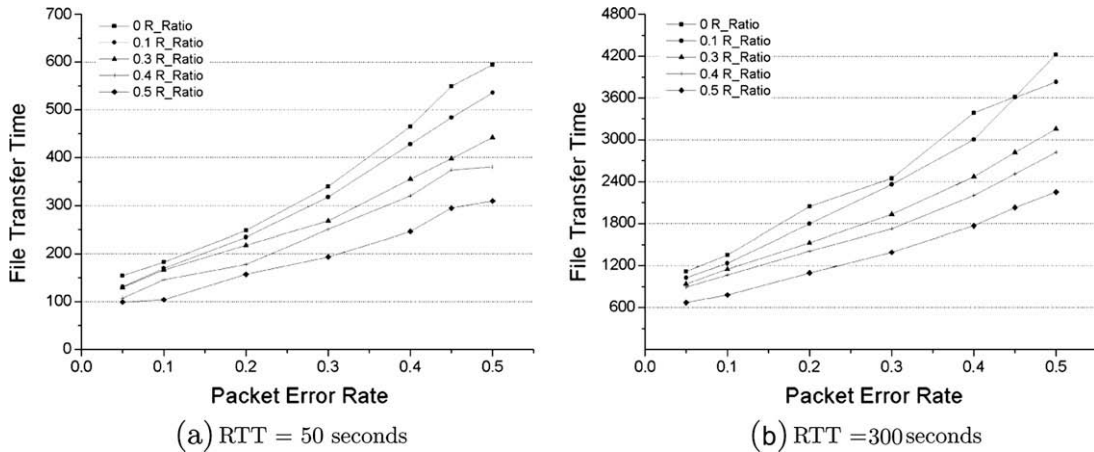 700
600
500
400
300
200
100
0
File Transfer Time
0 R_Ratio
0.1 R_Ratio
0.3 R_Ratio
0.4 R_Ratio
0.5 R_Ratio
0.0 0.1 0.2 0.3 0.4 0.5
Packet Error Rate
(a) RTT = 50 seconds
4800
4200
3600
3000
2400
1800
1200
600
File Transfer Time
0 R_Ratio
0.1 R_Ratio
0.3 R_Ratio
0.4 R_Ratio
0.5 R_Ratio
0.0 0.1 0.2 0.3 0.4 0.5
Packet Error Rate
(b) RTT =300 seconds